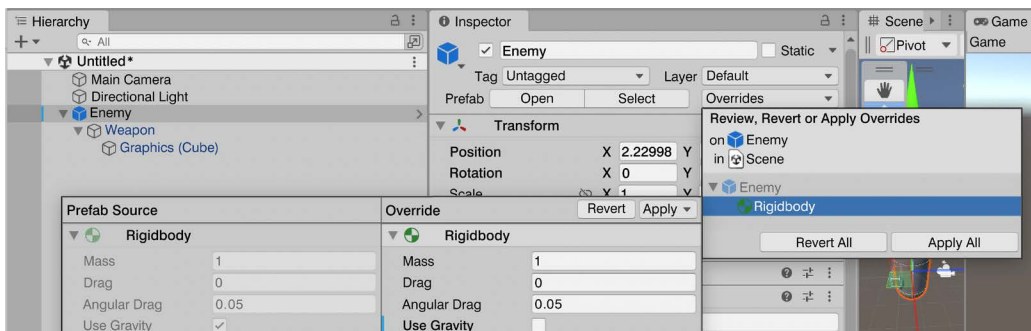 Hierarchy
All
Untitled*
Main Camera
Directional Light
Enemy
Weapon
Graphics (Cube)
Inspector
Enemy
Static
Tag Untagged Layer Default
Prefab Open Select Overrides
Transform
Position X 2.22998 Y
Rotation X 0 Y
Scale X 1 Y
Scene
Pivot
Game
Game
Review, Revert or Apply Overrides
on Enemy
in Scene
Enemy
Rigidbody
Revert All Apply All
Prefab Source
Rigidbody
Mass 1
Drag 0
Angular Drag 0.05
Use Gravity
Override Revert Apply
Rigidbody
Mass 1
Drag 0
Angular Drag 0.05
Use Gravity